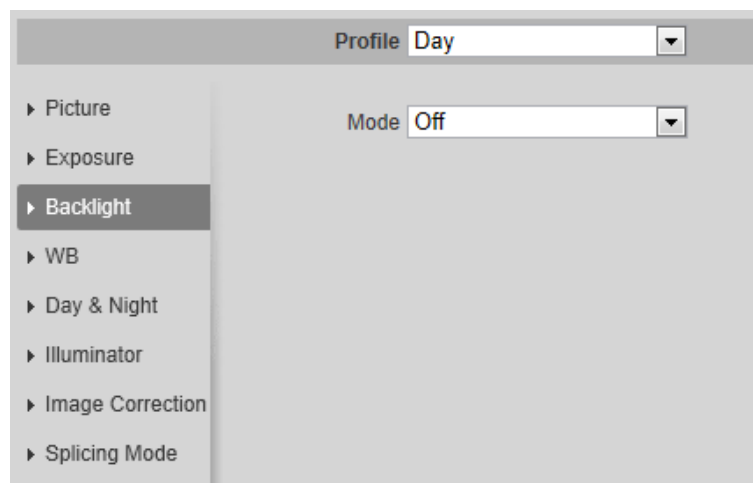 Profile Day
Picture
Mode Off
Exposure
Backlight
WB
Day & Night
Illuminator
Image Correction
Splicing Mode